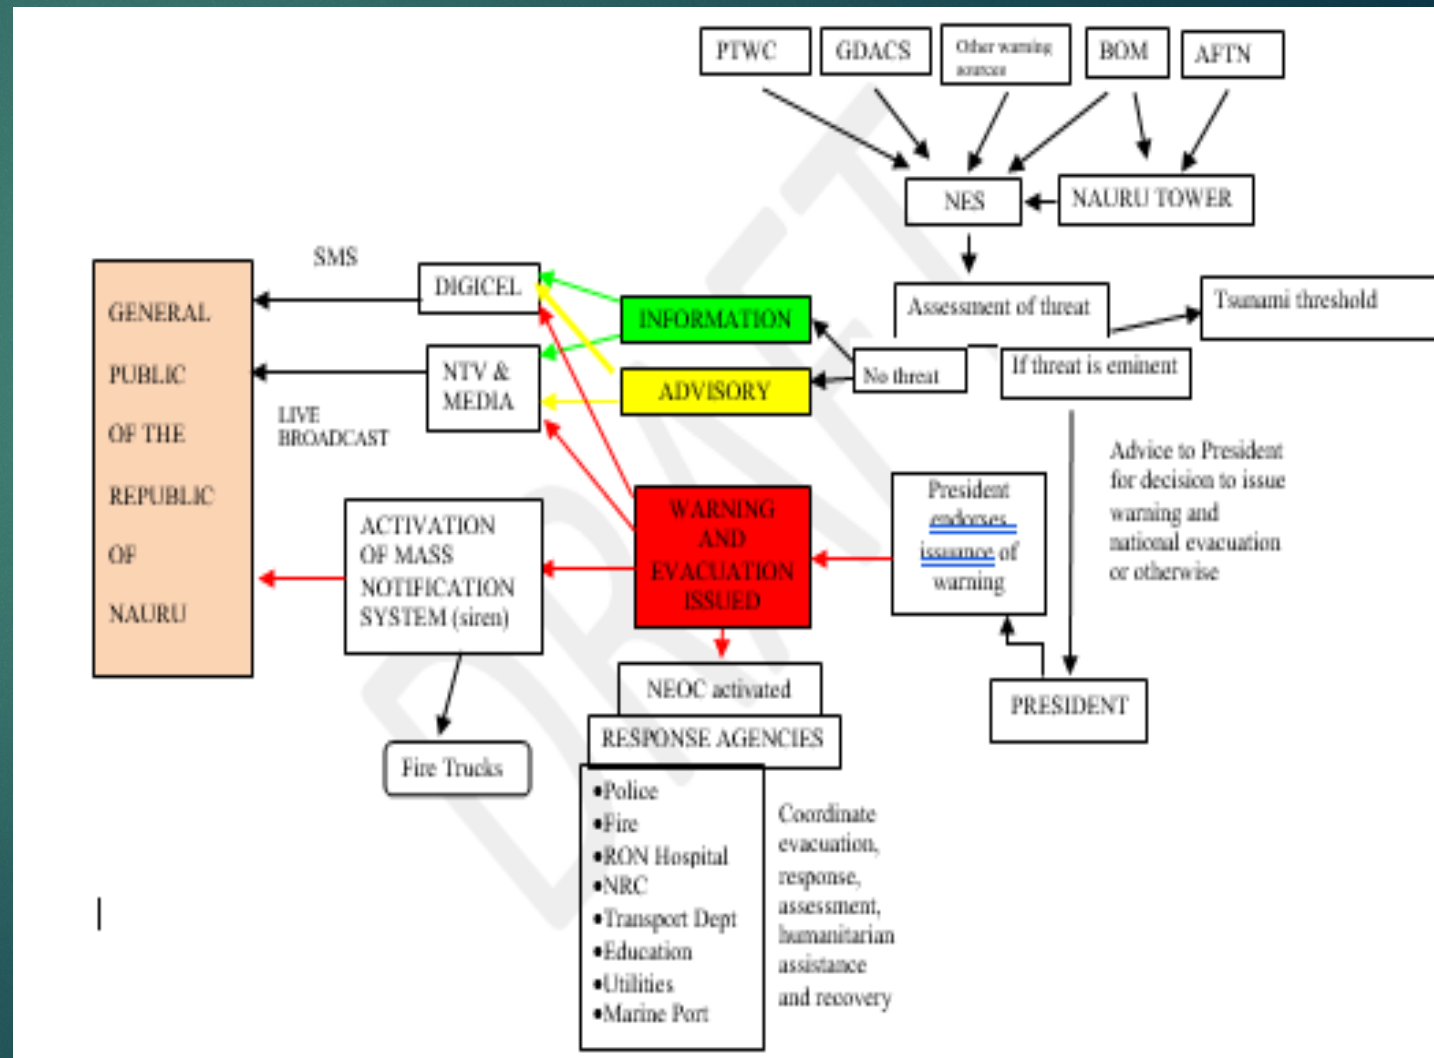 PTWC
GDACS
Other warning
sources
BOM
AFTN
NES
NAURU TOWER
Assessment of threat
Tsunami threshold
No threat
If threat is eminent
INFORMATION
ADVISORY
DIGICEL
NTV &
MEDIA
SMS
LIVE
BROADCAST
GENERAL
PUBLIC
OF THE
REPUBLIC
OF
NAURU
Advice to President
for decision to issue
warning and
national evacuation
or otherwise
PRESIDENT
President
endorses
issuance of
warning
WARNING
AND
EVACUATION
ISSUED
ACTIVATION
OF MASS
NOTIFICATION
SYSTEM (siren)
Fire Trucks
NEOC activated
RESPONSE AGENCIES
•Police
•Fire
•RON Hospital
•NRC
•Transport Dept
•Education
•Utilities
•Marine Port
Coordinate
evacuation,
response,
assessment,
humanitarian
assistance
and recovery
DRAFT